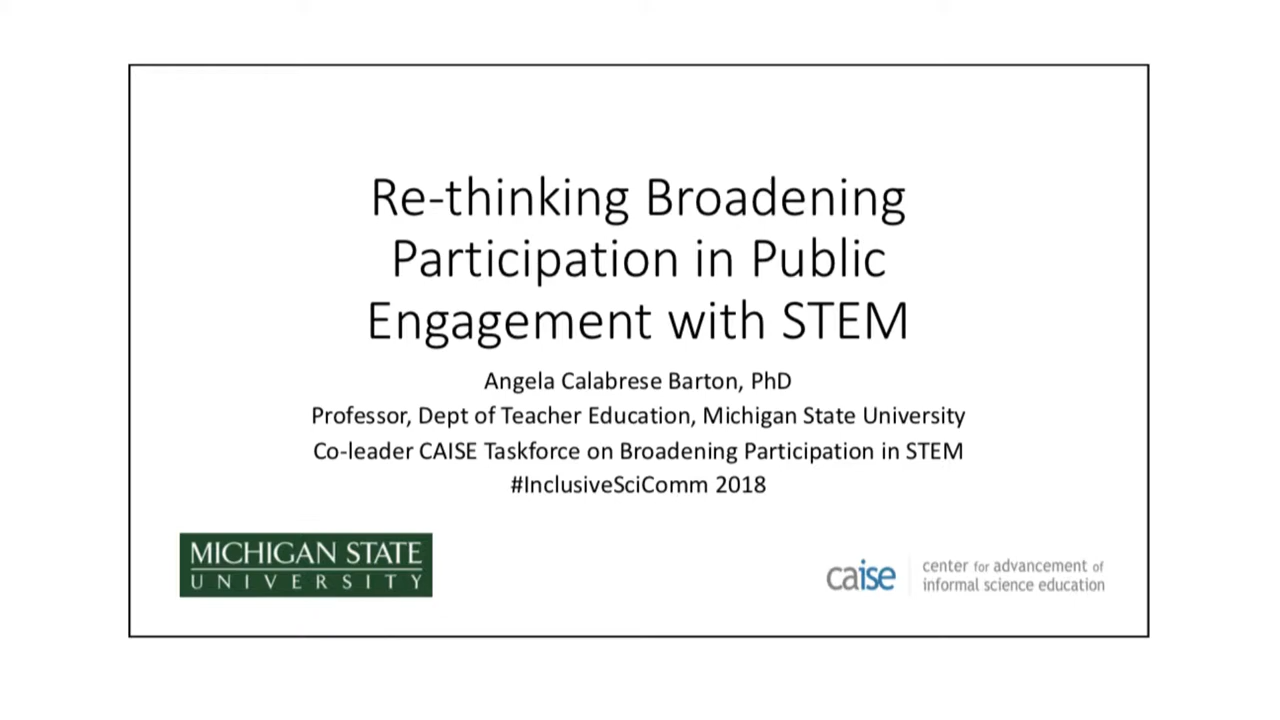 Re-thinking Broadening
Participation in Public
Engagement with STEM
Angela Calabrese Barton, PhD
Professor, Dept of Teacher Education, Michigan State University
Co-leader CAISE Taskforce on Broadening Participation in STEM
#InclusiveSciComm 2018
MICHIGAN STATE
UNIVERSITY
caise
center for advancement of
informal science education